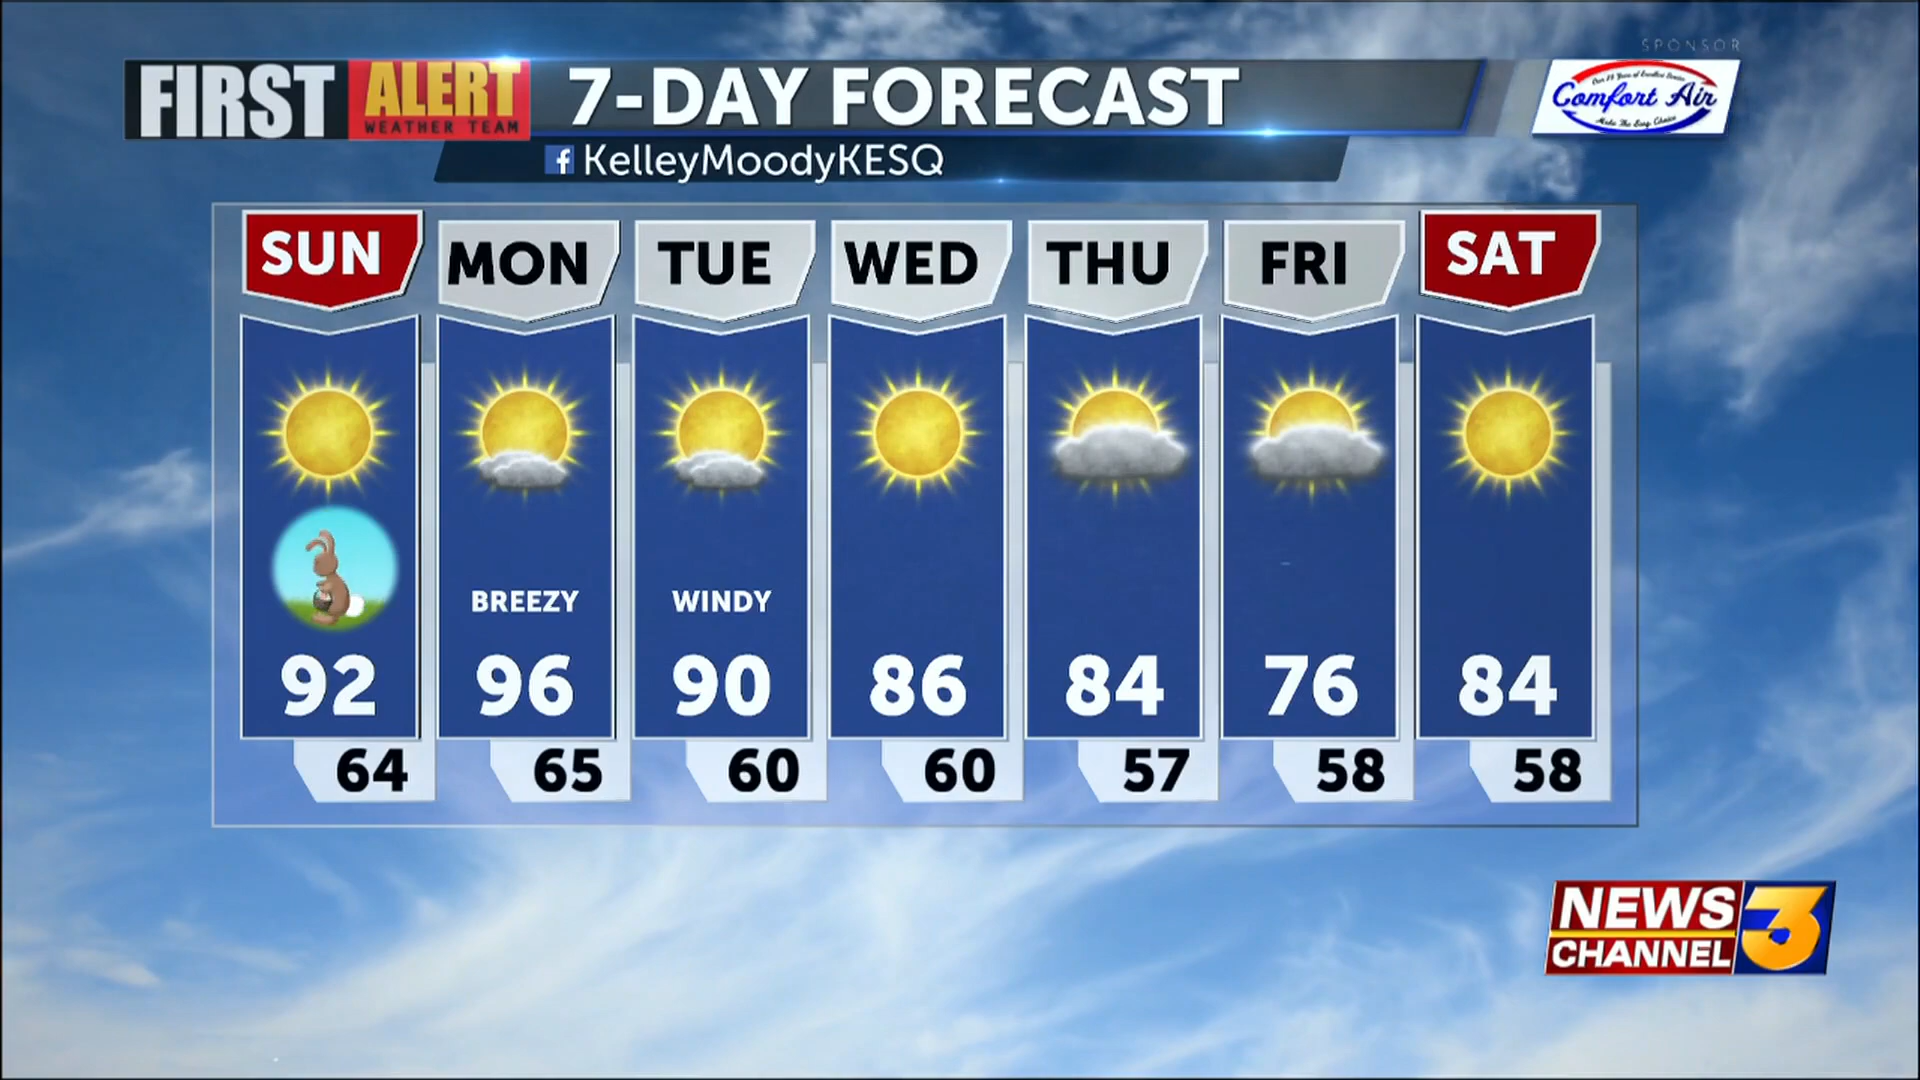 SPONSOR
FIRST ALERT
WEATHER TEAM
7-DAY FORECAST
Comfort Air
KelleyMoodyKESQ
SUN MON TUE WED THU FRI SAT
BREEZY WINDY
92 96 90 86 84 76 84
64 65 60 60 57 58 58
NEWS
CHANNEL 3